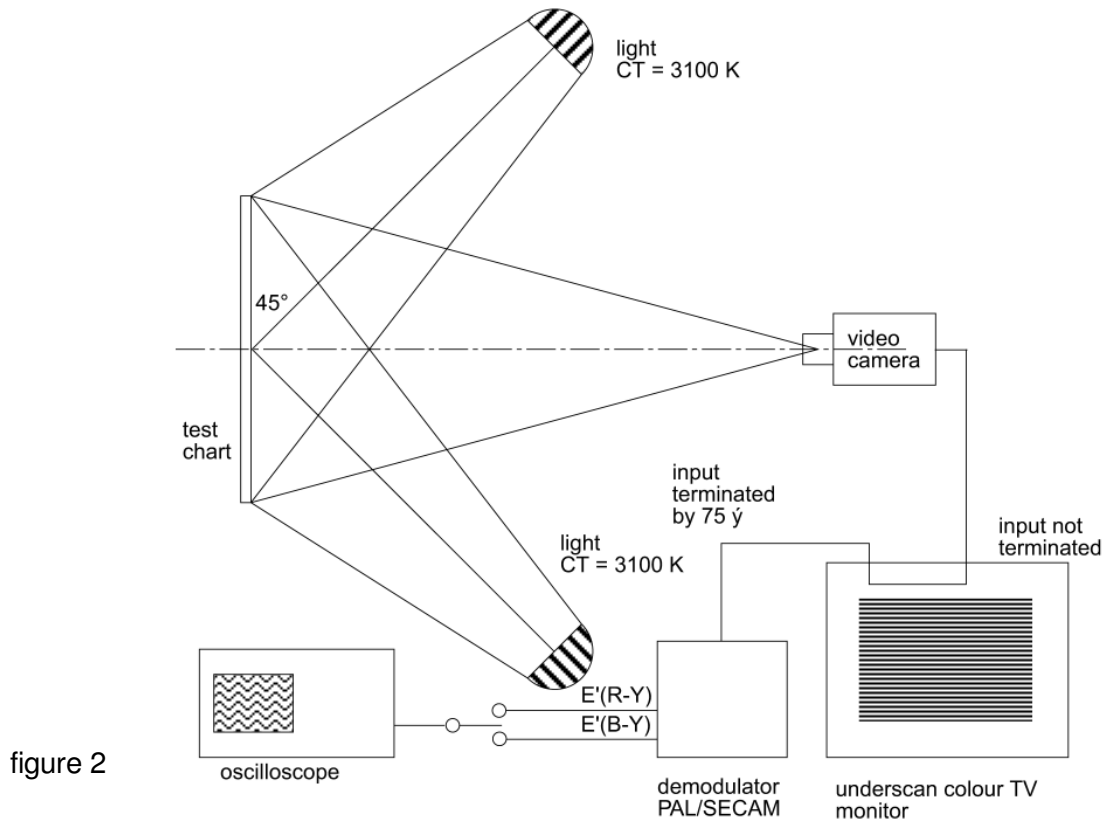 light
CT = 3100 K
45°
video
camera
test
chart
input
terminated
by 75 ý
input not
terminated
light
CT = 3100 K
E'(R-Y)
E'(B-Y)
figure 2
oscilloscope
demodulator
PAL/SECAM
underscan colour TV
monitor